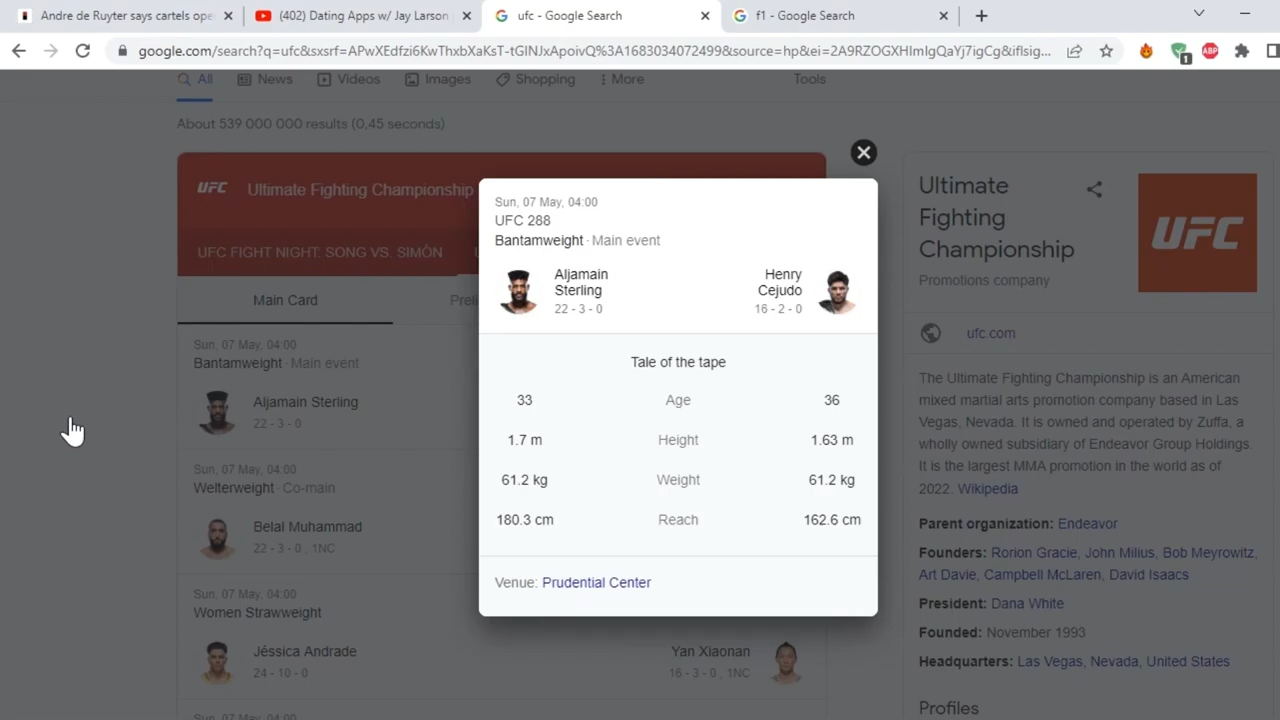 Andre de Ruyter says cartels ope
(402) Dating Apps w/ Jay Larson
ufc - Google Search
f1 - Google Search
google.com/search?q=ufc&sxsrf=APwXEdfzi6KwThxbXaKsT-tGlNJxApoivQ%3A1683034072499&source=hp&ei=2A9RZOGXHImIgQaYj7igCg&iflsig...
1
ABP
All
News
Videos
Images
Shopping
More
Tools
About 539 000 000 results (0,45 seconds)
UFC
Ultimate Fighting Championship
UFC FIGHT NIGHT: SONG VS. SIMÓN
Main Card
Sun, 07 May, 04:00
Bantamweight · Main event
Aljamain Sterling
22 - 3 - 0
Sun, 07 May, 04:00
Welterweight · Co-main
Belal Muhammad
22 - 3 - 0 , 1NC
Sun, 07 May, 04:00
Women Strawweight
Jéssica Andrade
24 - 10 - 0
Yan Xiaonan
16 - 3 - 0 , 1NC
Sun, 07 May, 04:00
UFC 288
Bantamweight · Main event
Aljamain
Sterling
22 - 3 - 0
Henry
Cejudo
16 - 2 - 0
Tale of the tape
33 Age 36
1.7 m Height 1.63 m
61.2 kg Weight 61.2 kg
180.3 cm Reach 162.6 cm
Venue: Prudential Center
Ultimate
Fighting
Championship
Promotions company
UFC
ufc.com
The Ultimate Fighting Championship is an American
mixed martial arts promotion company based in Las
Vegas, Nevada. It is owned and operated by Zuffa, a
wholly owned subsidiary of Endeavor Group Holdings.
It is the largest MMA promotion in the world as of
2022. Wikipedia
Parent organization: Endeavor
Founders: Rorion Gracie, John Milius, Bob Meyrowitz,
Art Davie, Campbell McLaren, David Isaacs
President: Dana White
Founded: November 1993
Headquarters: Las Vegas, Nevada, United States
Profiles